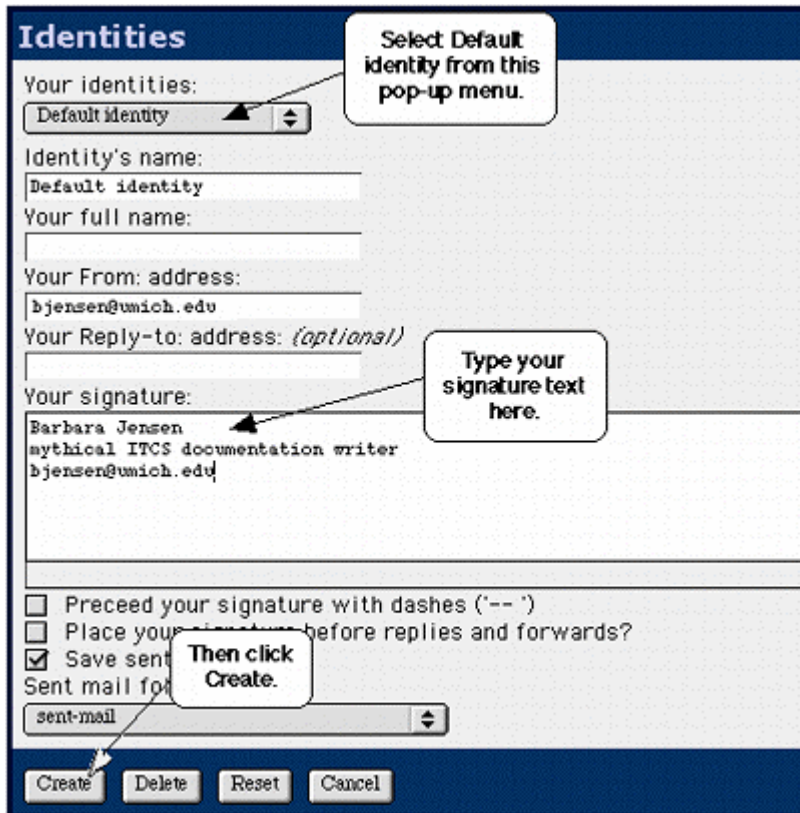 Identities
Select Default
identity from this
pop-up menu.
Your identities:
Default identity
Identity's name:
Default identity
Your full name:
Your From: address:
bjensen@umich.edu
Your Reply-to: address: (optional)
Type your
signature text
here.
Your signature:
Barbara Jensen
mythical ITCS documentation writer
bjensen@umich.edu
Preceed your signature with dashes ('-- ')
Place your signature before replies and forwards?
Save sent
Then click
Create.
Sent mail fol
sent-mail
Create Delete Reset Cancel